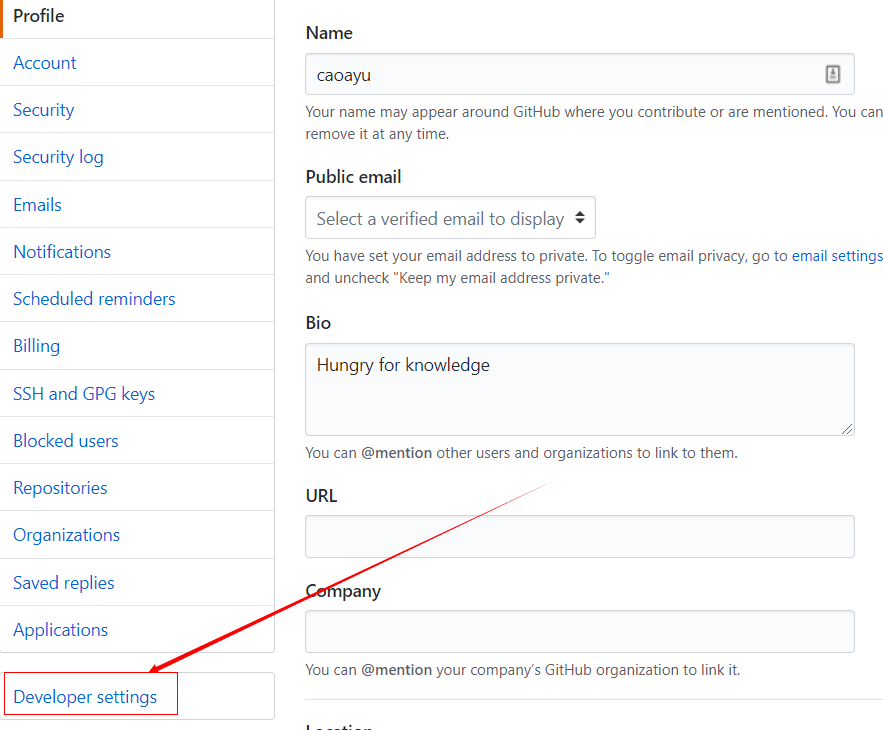 Profile
Account
Security
Security log
Emails
Notifications
Scheduled reminders
Billing
SSH and GPG keys
Blocked users
Repositories
Organizations
Saved replies
Applications
Developer settings
Name
caoayu
Your name may appear around GitHub where you contribute or are mentioned. You can
remove it at any time.
Public email
Select a verified email to display
You have set your email address to private. To toggle email privacy, go to email settings
and uncheck "Keep my email address private."
Bio
Hungry for knowledge
You can @mention other users and organizations to link to them.
URL
Company
You can @mention your company's GitHub organization to link it.
Location